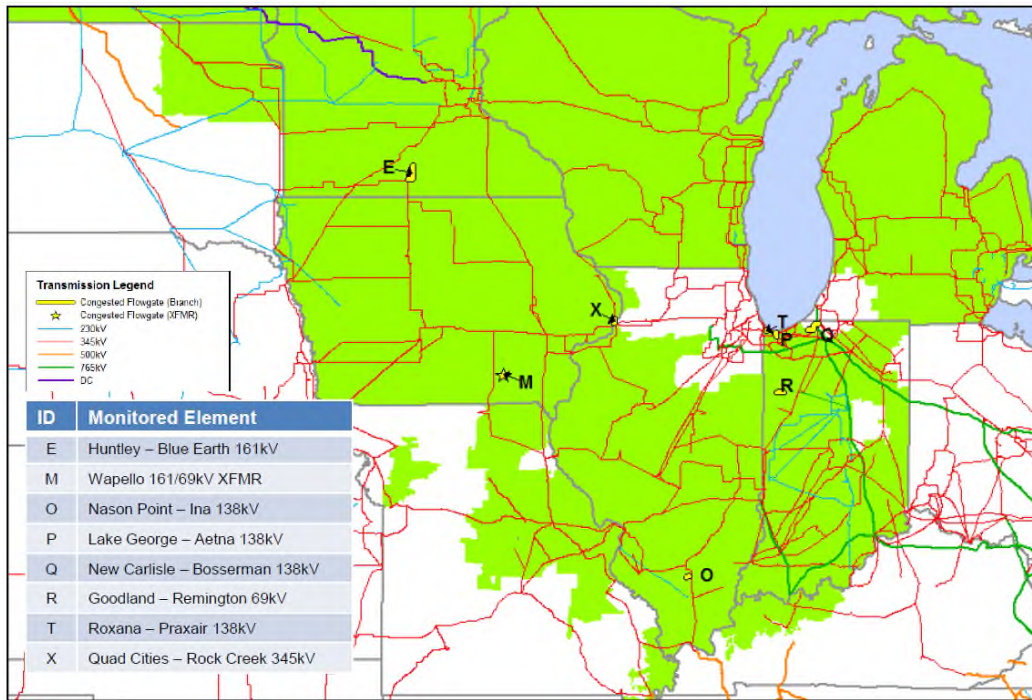 E
X
T
P
Q
R
M
O
Transmission Legend
Congested Flowgate (Branch)
Congested Flowgate (XFMR)
230kV
345kV
500kV
765kV
DC
ID Monitored Element
E Huntley – Blue Earth 161kV
M Wapello 161/69kV XFMR
O Nason Point – Ina 138kV
P Lake George – Aetna 138kV
Q New Carlisle – Bosserman 138kV
R Goodland – Remington 69kV
T Roxana – Praxair 138kV
X Quad Cities – Rock Creek 345kV